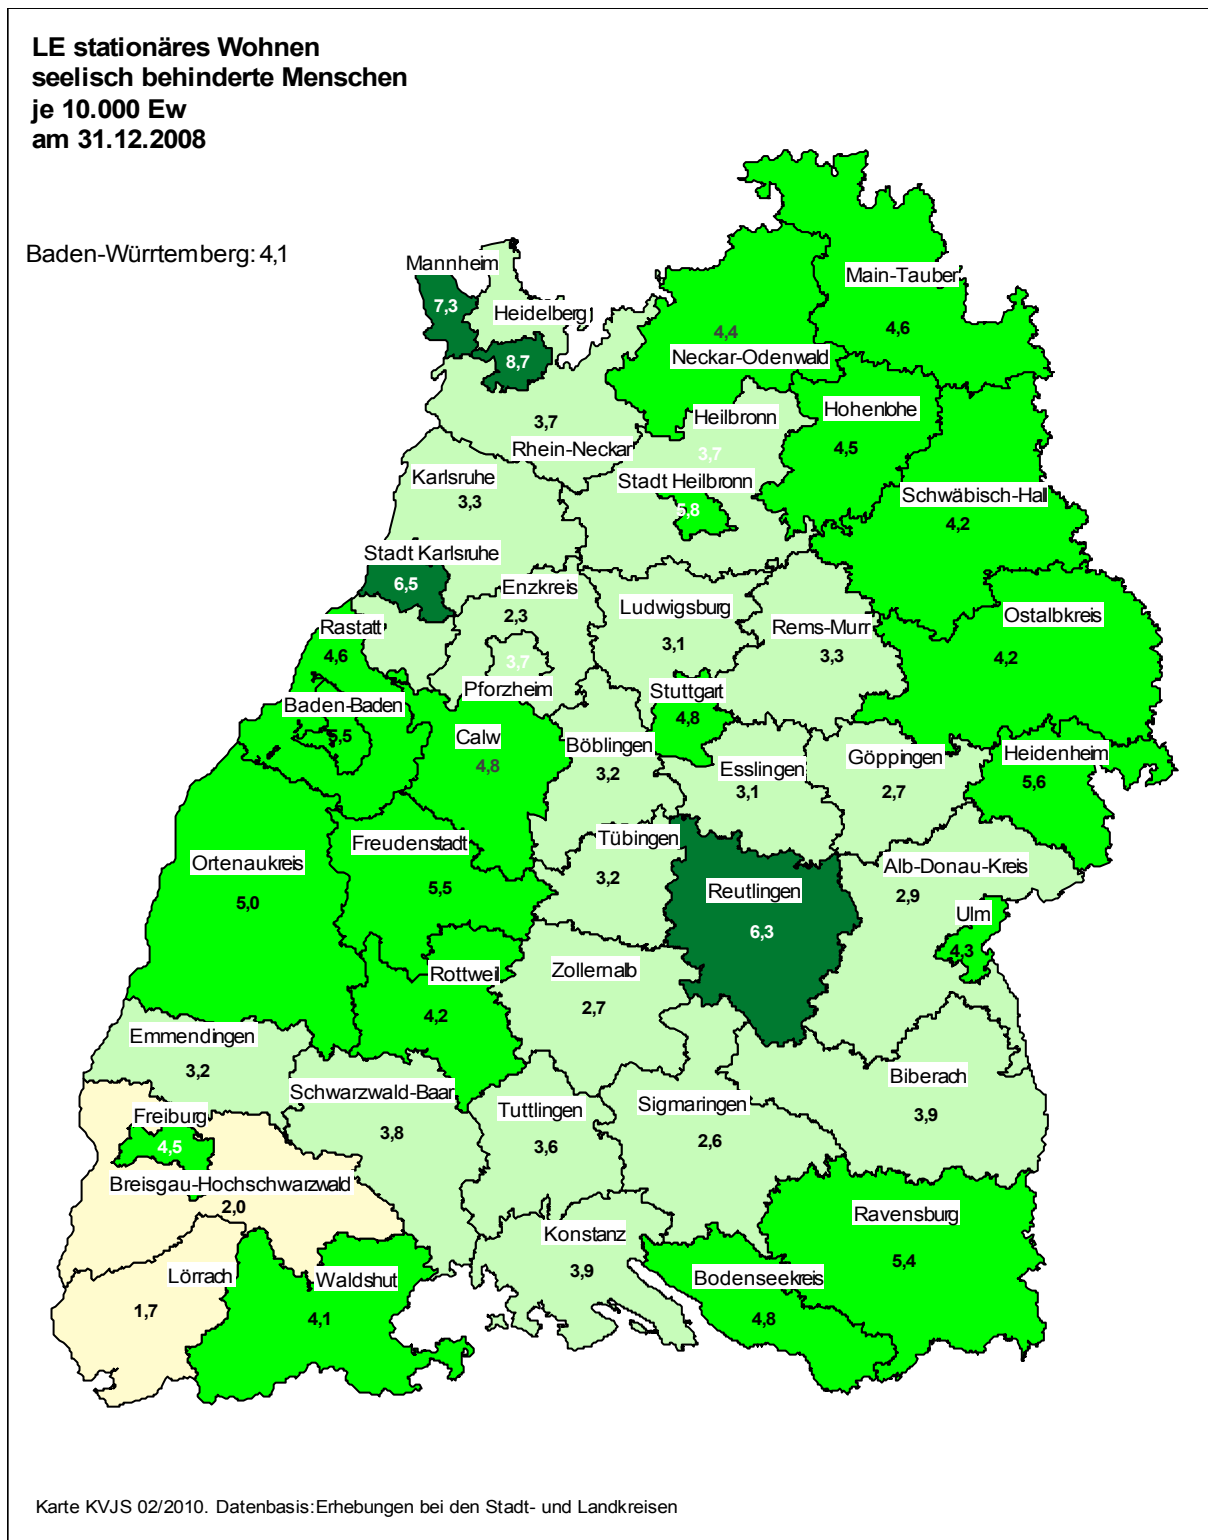 LE stationäres Wohnen
seelisch behinderte Menschen
je 10.000 Ew
am 31.12.2008
Baden-Würrtemberg: 4,1
Mannheim
7,3
Heidelberg
8,7
Main-Tauber
4,6
4,4
Neckar-Odenwald
3,7
Rhein-Neckar
Heilbronn
3,7
Hohenlohe
4,5
Karlsruhe
3,3
Stadt Heilbronn
5,8
Schwäbisch-Hall
4,2
Stadt Karlsruhe
6,5
Enzkreis
2,3
Ludwigsburg
3,1
Rems-Murr
3,3
Ostalbkreis
4,2
Rastatt
4,6
3,7
Pforzheim
Stuttgart
4,8
Baden-Baden
5,5
Calw
4,8
Böblingen
3,2
Esslingen
3,1
Göppingen
2,7
Heidenheim
5,6
Ortenaukreis
5,0
Freudenstadt
5,5
Tübingen
3,2
Reutlingen
6,3
Alb-Donau-Kreis
2,9
Ulm
4,3
Rottweil
4,2
Zollernalb
2,7
Emmendingen
3,2
Schwarzwald-Baar
3,8
Tuttlingen
3,6
Sigmaringen
2,6
Biberach
3,9
Freiburg
4,5
Breisgau-Hochschwarzwald
2,0
Konstanz
3,9
Ravensburg
5,4
Lörrach
1,7
Waldshut
4,1
Bodenseekreis
4,8
Karte KVJS 02/2010. Datenbasis:Erhebungen bei den Stadt- und Landkreisen